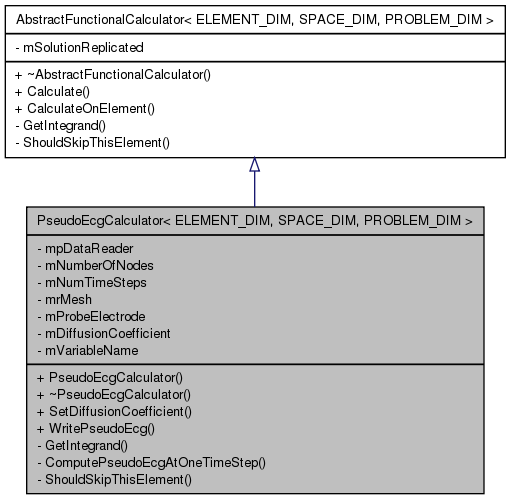 AbstractFunctionalCalculator< ELEMENT_DIM, SPACE_DIM, PROBLEM_DIM >
- mSolutionReplicated
+ ~AbstractFunctionalCalculator()
+ Calculate()
+ CalculateOnElement()
- GetIntegrand()
- ShouldSkipThisElement()
PseudoEcgCalculator< ELEMENT_DIM, SPACE_DIM, PROBLEM_DIM >
- mpDataReader
- mNumberOfNodes
- mNumTimeSteps
- mrMesh
- mProbeElectrode
- mDiffusionCoefficient
- mVariableName
+ PseudoEcgCalculator()
+ ~PseudoEcgCalculator()
+ SetDiffusionCoefficient()
+ WritePseudoEcg()
- GetIntegrand()
- ComputePseudoEcgAtOneTimeStep()
- ShouldSkipThisElement()